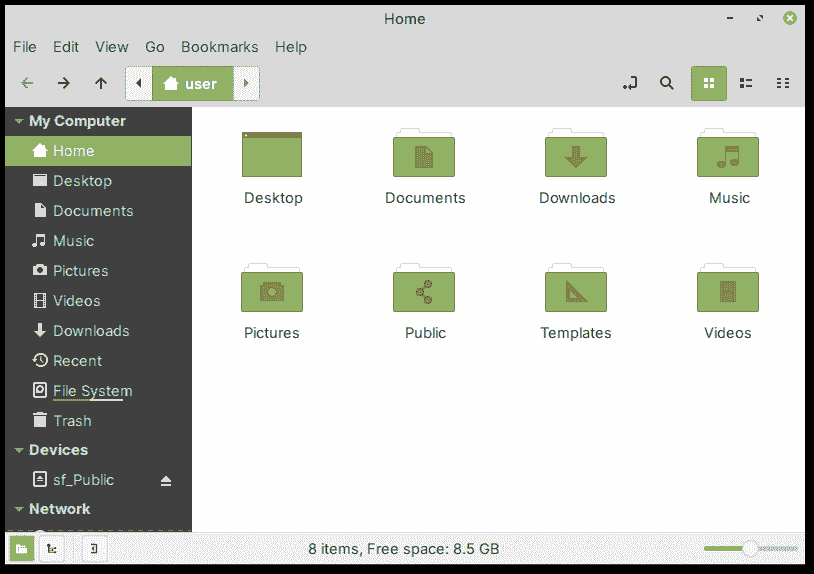 Home
File Edit View Go Bookmarks Help
user
My Computer
Home
Desktop
Documents
Music
Pictures
Videos
Downloads
Recent
File System
Trash
Devices
sf_Public
Network
Desktop Documents Downloads Music
Pictures Public Templates Videos
8 items, Free space: 8.5 GB